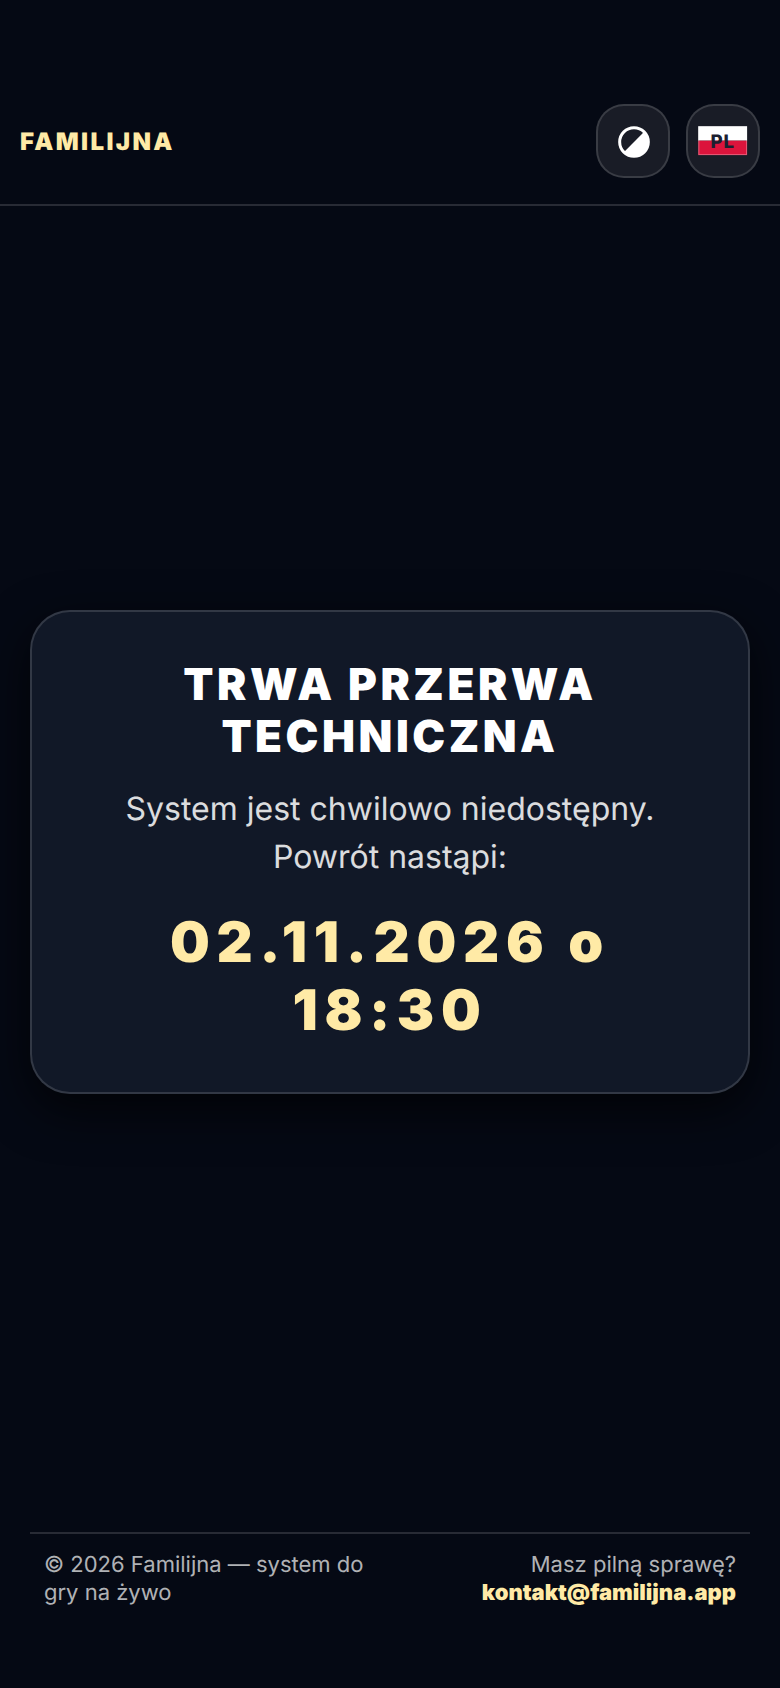 FAMILIJNA
PL
TRWA PRZERWA
TECHNICZNA
System jest chwilowo niedostępny.
Powrót nastąpi:
02.11.2026 o
18:30
© 2026 Familijna — system do
gry na żywo
Masz pilną sprawę?
kontakt@familijna.app